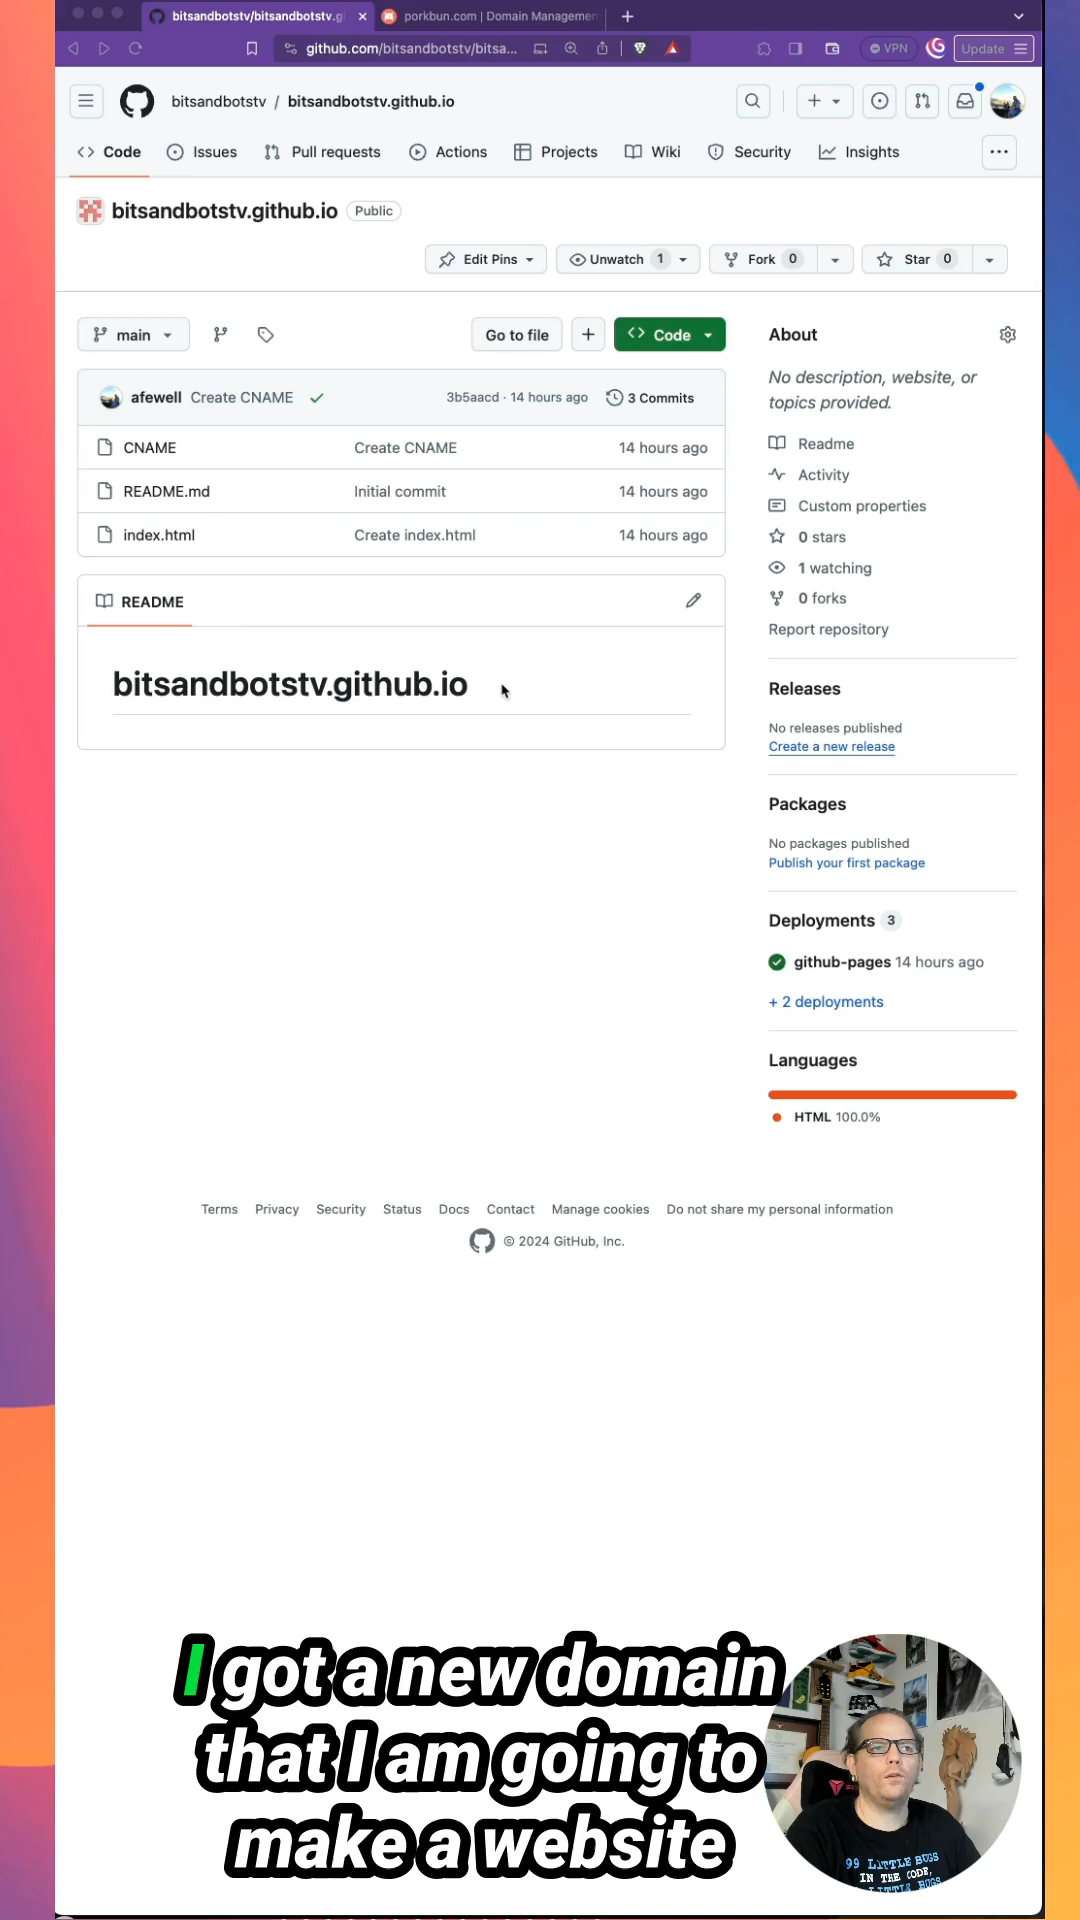 bitsandbotstv/bitsandbotstv.gi
porkbun.com | Domain Managemen
github.com/bitsandbotstv/bitsa...
VPN
Update
bitsandbotstv / bitsandbotstv.github.io
Code
Issues
Pull requests
Actions
Projects
Wiki
Security
Insights
bitsandbotstv.github.io
Public
Edit Pins
Unwatch 1
Fork 0
Star 0
main
Go to file
Code
afewell Create CNAME
3b5aacd · 14 hours ago
3 Commits
CNAME Create CNAME 14 hours ago
README.md Initial commit 14 hours ago
index.html Create index.html 14 hours ago
README
bitsandbotstv.github.io
About
No description, website, or
topics provided.
Readme
Activity
Custom properties
0 stars
1 watching
0 forks
Report repository
Releases
No releases published
Create a new release
Packages
No packages published
Publish your first package
Deployments 3
github-pages 14 hours ago
+ 2 deployments
Languages
HTML 100.0%
Terms Privacy Security Status Docs Contact Manage cookies Do not share my personal information
© 2024 GitHub, Inc.
I got a new domain
that I am going to
make a website
99 LITTLE BUGS
IN THE CODE,
LITTLE BUGS